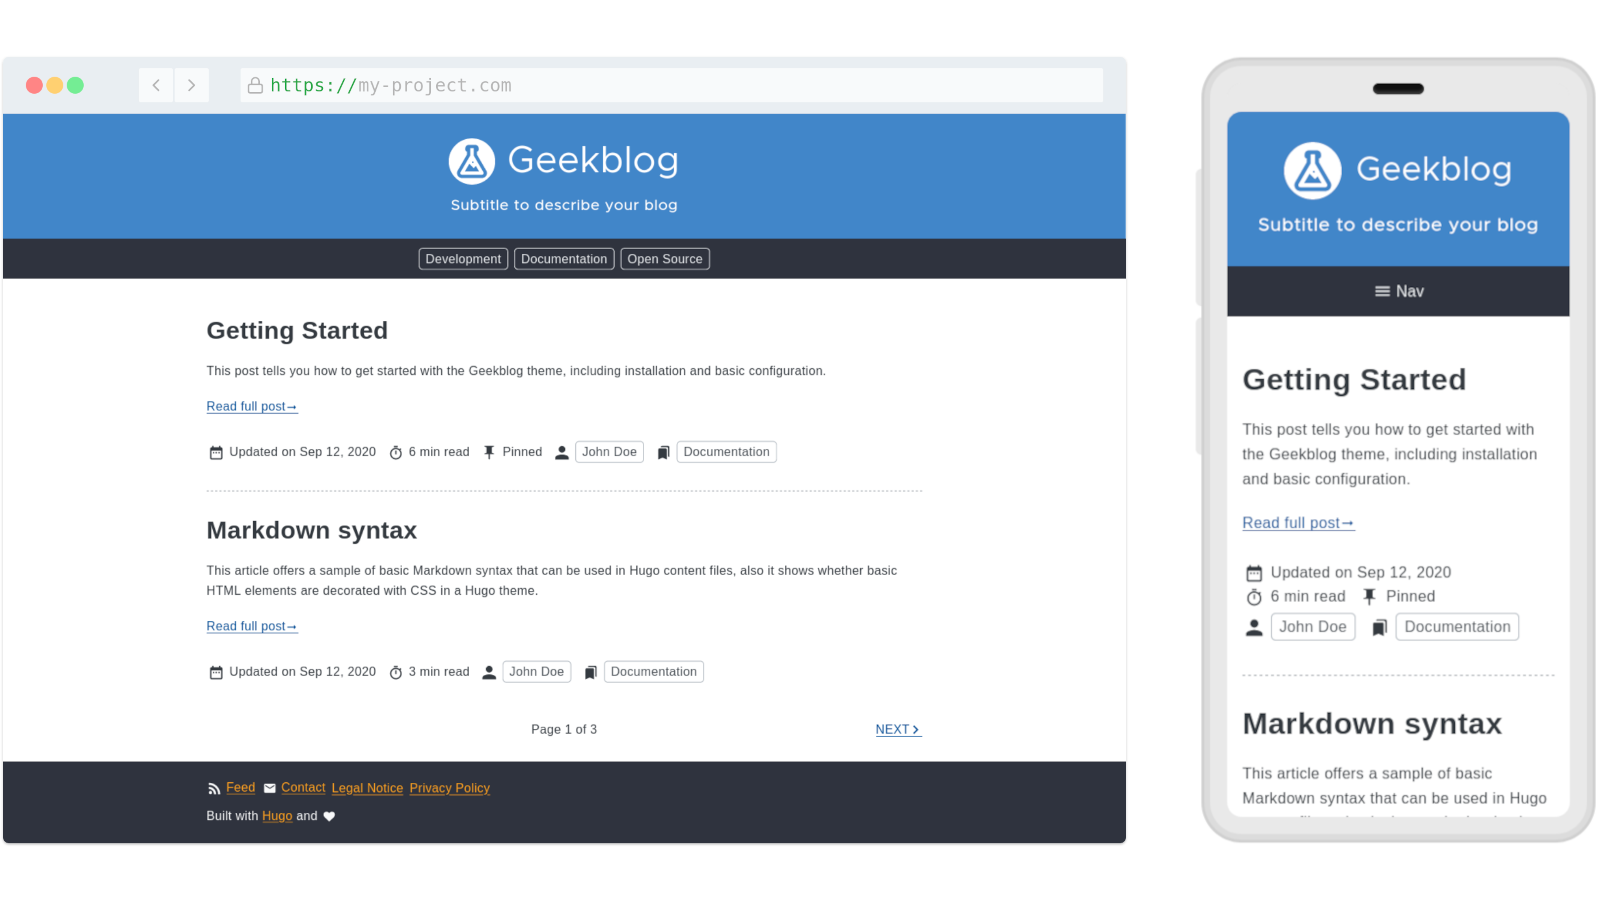 https://my-project.com
Geekblog
Subtitle to describe your blog
Development Documentation Open Source
Getting Started
This post tells you how to get started with the Geekblog theme, including installation and basic configuration.
Read full post→
Updated on Sep 12, 2020 6 min read Pinned John Doe Documentation
Markdown syntax
This article offers a sample of basic Markdown syntax that can be used in Hugo content files, also it shows whether basic
HTML elements are decorated with CSS in a Hugo theme.
Read full post→
Updated on Sep 12, 2020 3 min read John Doe Documentation
Page 1 of 3 NEXT
Feed Contact Legal Notice Privacy Policy
Built with Hugo and
Geekblog
Subtitle to describe your blog
Nav
Getting Started
This post tells you how to get started with
the Geekblog theme, including installation
and basic configuration.
Read full post→
Updated on Sep 12, 2020
6 min read Pinned
John Doe Documentation
Markdown syntax
This article offers a sample of basic
Markdown syntax that can be used in Hugo